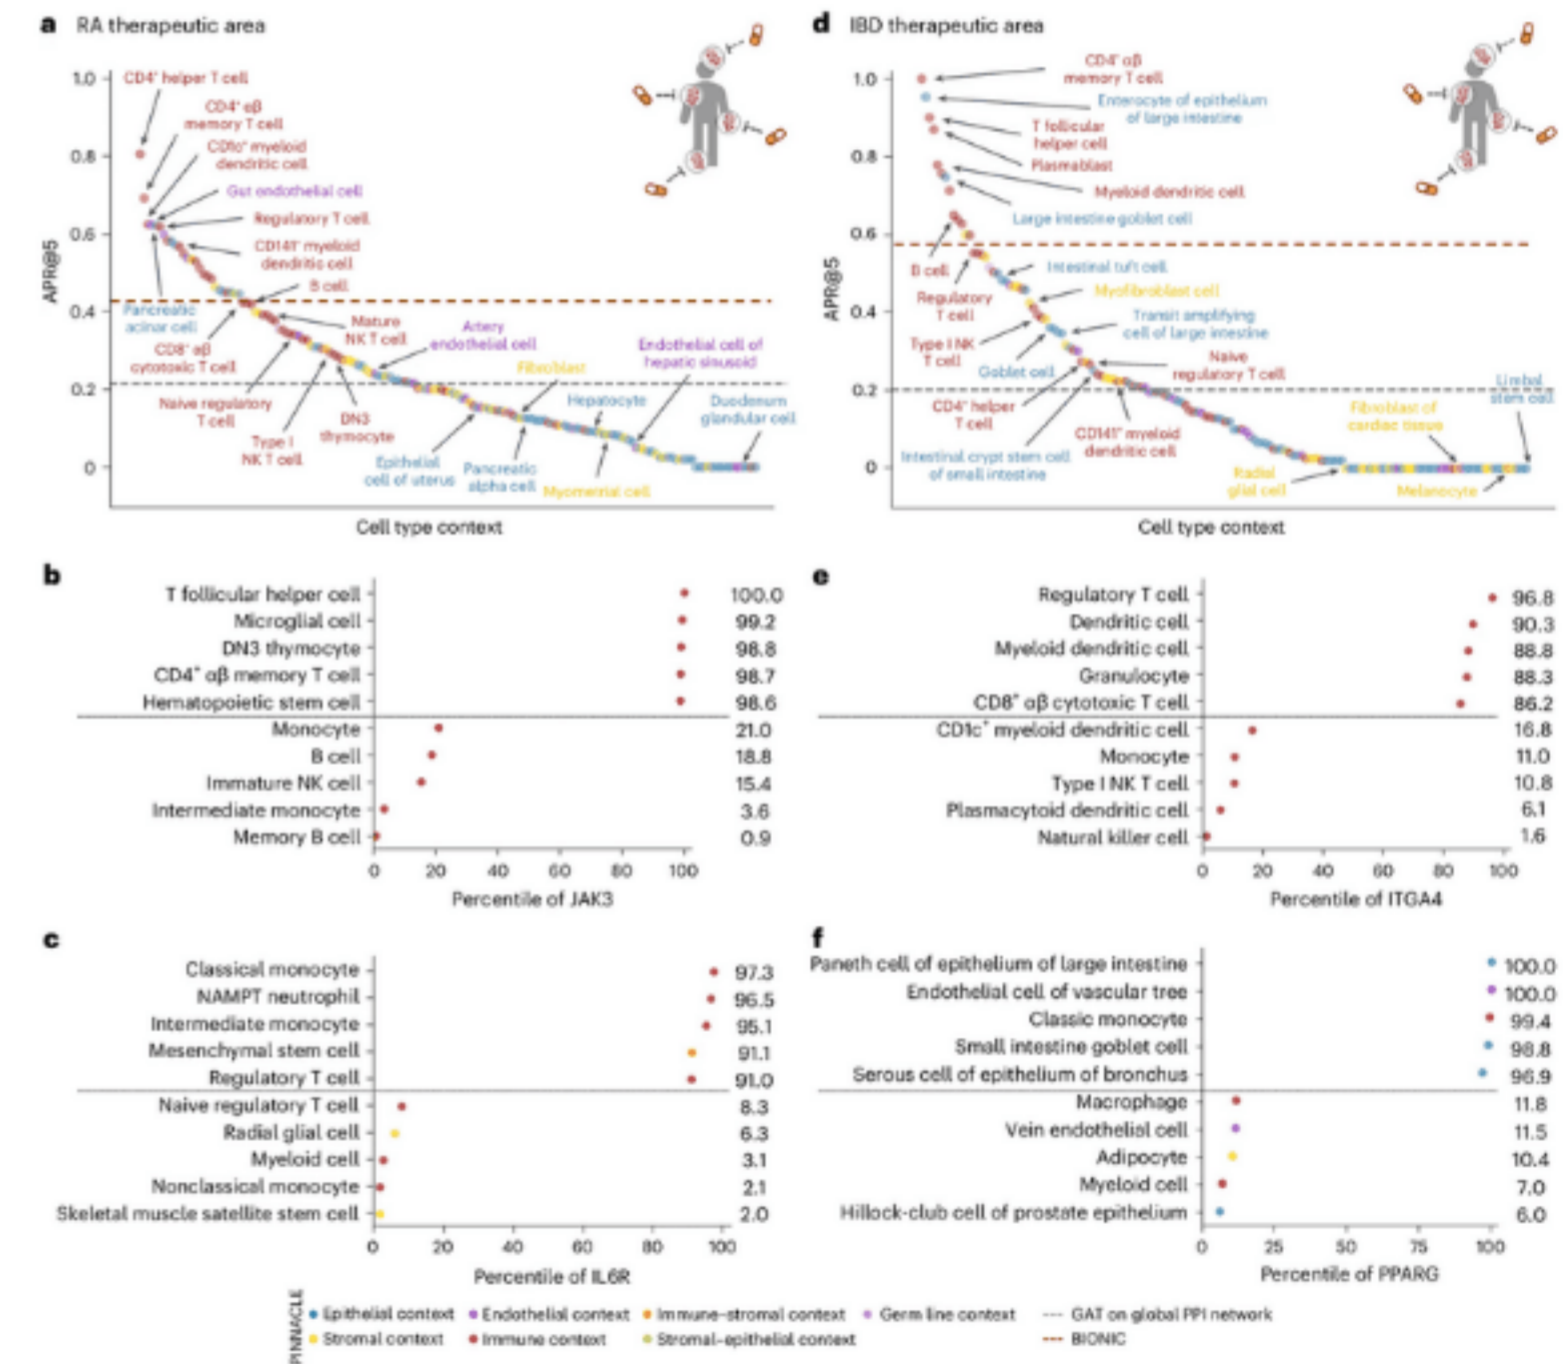 a RA therapeutic area
1.0
0.8
0.6
0.4
0.2
0
APR@5
CD4⁺ helper T cell
CD4⁺ αβ
memory T cell
CD1c⁺ myeloid
dendritic cell
Gut endothelial cell
Regulatory T cell
CD141⁺ myeloid
dendritic cell
B cell
Pancreatic
acinar cell
CD8⁺ αβ
cytotoxic T cell
Mature
NK T cell
Artery
endothelial cell
Naive regulatory
T cell
Type I
NK T cell
DN3
thymocyte
Fibroblast
Endothelial cell of
hepatic sinusoid
Hepatocyte
Duodenum
glandular cell
Epithelial
cell of uterus
Pancreatic
alpha cell
Myometrial cell
Cell type context
d IBD therapeutic area
1.0
0.8
0.6
0.4
0.2
0
APR@5
CD4⁺ αβ
memory T cell
Enterocyte of epithelium
of large intestine
T follicular
helper cell
Plasmablast
Myeloid dendritic cell
Large intestine goblet cell
B cell
Intestinal tuft cell
Regulatory
T cell
Myofibroblast cell
Transit amplifying
cell of large intestine
Type I NK
T cell
Goblet cell
Naive
regulatory T cell
CD4⁺ helper
T cell
CD141⁺ myeloid
dendritic cell
Intestinal crypt stem cell
of small intestine
Limbal
stem cell
Fibroblast of
cardiac tissue
Radial
glial cell
Melanocyte
Cell type context
b
T follicular helper cell 100.0
Microglial cell 99.2
DN3 thymocyte 98.8
CD4⁺ αβ memory T cell 98.7
Hematopoietic stem cell 98.6
Monocyte 21.0
B cell 18.8
Immature NK cell 15.4
Intermediate monocyte 3.6
Memory B cell 0.9
0 20 40 60 80 100
Percentile of JAK3
e
Regulatory T cell 96.8
Dendritic cell 90.3
Myeloid dendritic cell 88.8
Granulocyte 88.3
CD8⁺ αβ cytotoxic T cell 86.2
CD1c⁺ myeloid dendritic cell 16.8
Monocyte 11.0
Type I NK T cell 10.8
Plasmacytoid dendritic cell 6.1
Natural killer cell 1.6
0 20 40 60 80 100
Percentile of ITGA4
c
Classical monocyte 97.3
NAMPT neutrophil 96.5
Intermediate monocyte 95.1
Mesenchymal stem cell 91.1
Regulatory T cell 91.0
Naive regulatory T cell 8.3
Radial glial cell 6.3
Myeloid cell 3.1
Nonclassical monocyte 2.1
Skeletal muscle satellite stem cell 2.0
0 20 40 60 80 100
Percentile of IL6R
f
Paneth cell of epithelium of large intestine 100.0
Endothelial cell of vascular tree 100.0
Classic monocyte 99.4
Small intestine goblet cell 98.8
Serous cell of epithelium of bronchus 96.9
Macrophage 11.8
Vein endothelial cell 11.5
Adipocyte 10.4
Myeloid cell 7.0
Hillock-club cell of prostate epithelium 6.0
0 25 50 75 100
Percentile of PPARG
PINNACLE
Epithelial context Endothelial context Immune–stromal context Germ line context GAT on global PPI network
Stromal context Immune context Stromal–epithelial context BIONIC